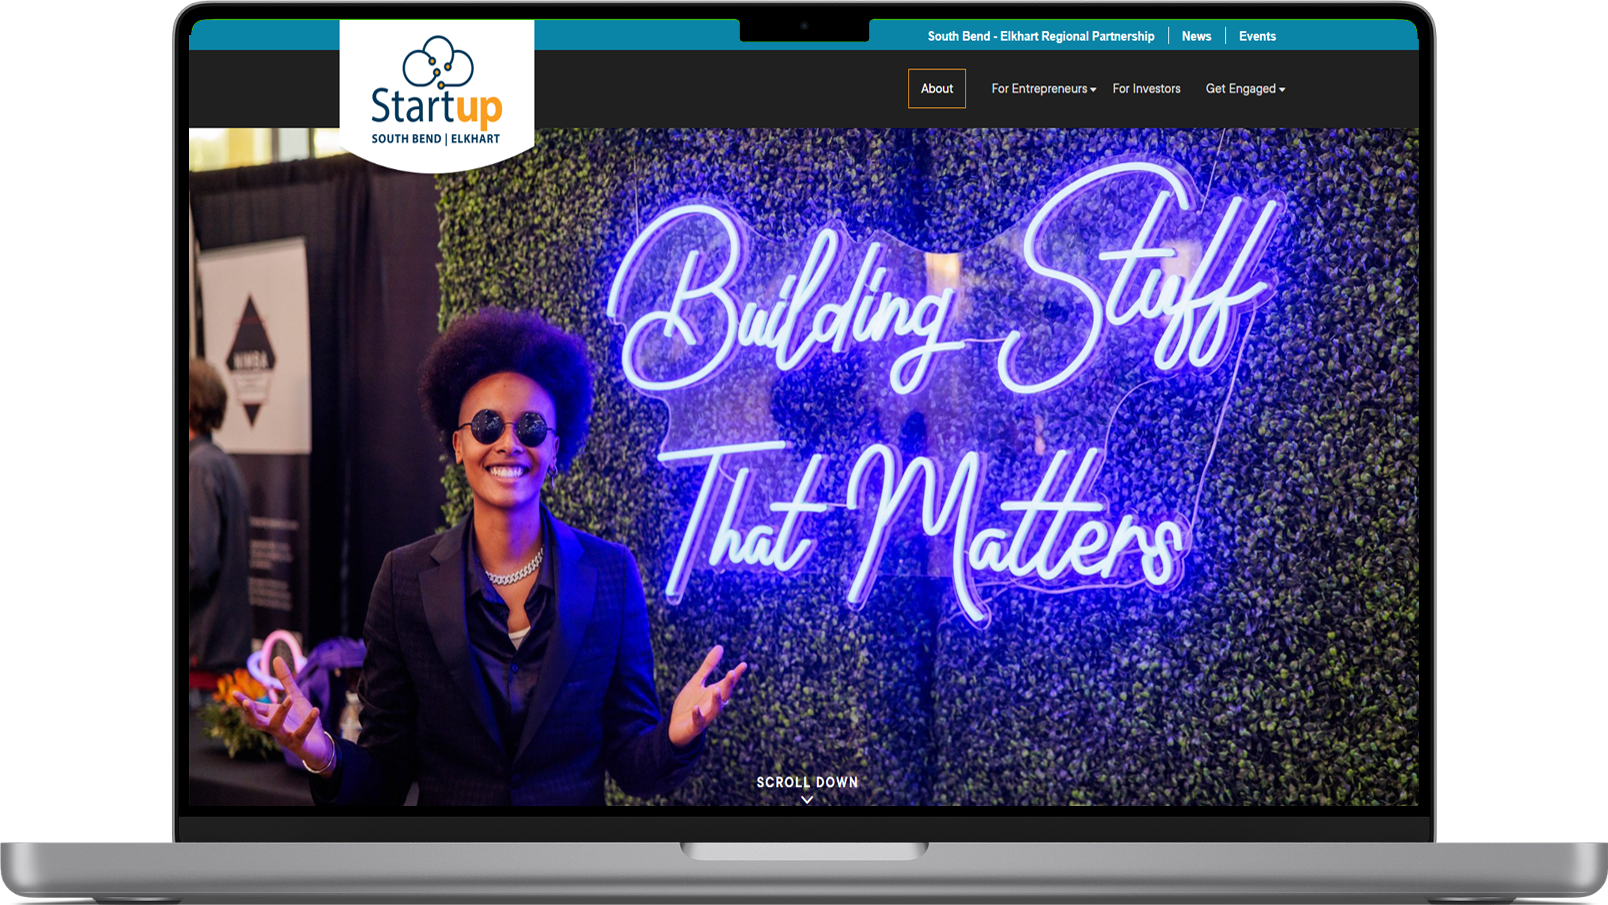 South Bend - Elkhart Regional Partnership
News
Events
Startup
SOUTH BEND | ELKHART
About
For Entrepreneurs
For Investors
Get Engaged
Building Stuff
That Matters
SCROLL DOWN